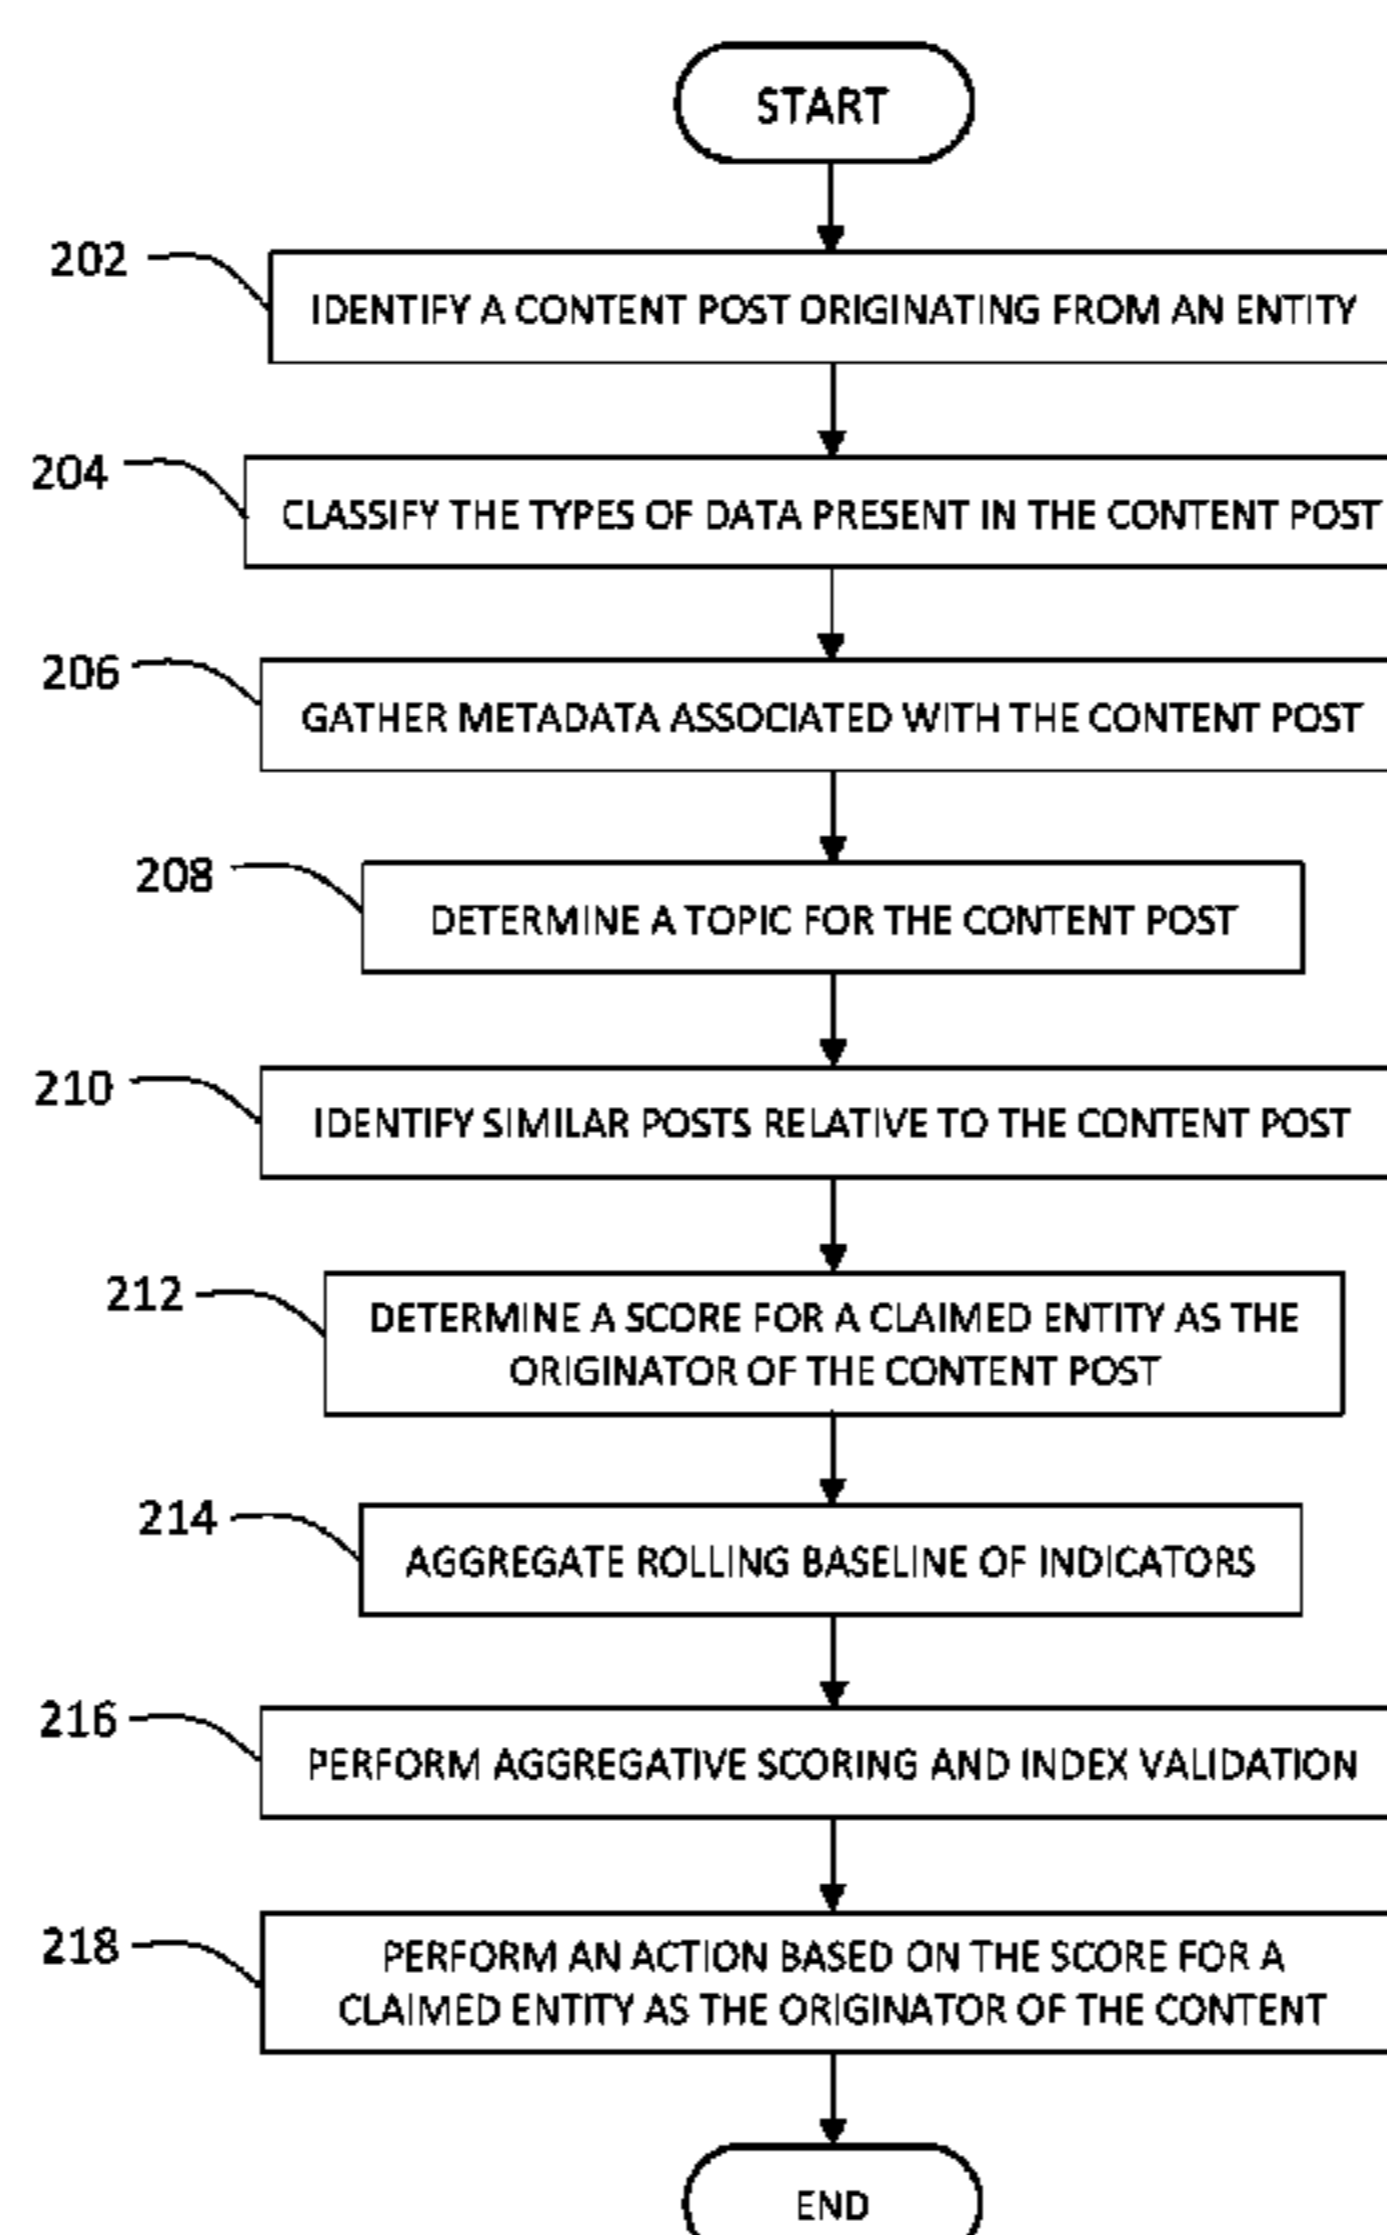 START
202
IDENTIFY A CONTENT POST ORIGINATING FROM AN ENTITY
204
CLASSIFY THE TYPES OF DATA PRESENT IN THE CONTENT POST
206
GATHER METADATA ASSOCIATED WITH THE CONTENT POST
208
DETERMINE A TOPIC FOR THE CONTENT POST
210
IDENTIFY SIMILAR POSTS RELATIVE TO THE CONTENT POST
212
DETERMINE A SCORE FOR A CLAIMED ENTITY AS THE
ORIGINATOR OF THE CONTENT POST
214
AGGREGATE ROLLING BASELINE OF INDICATORS
216
PERFORM AGGREGATIVE SCORING AND INDEX VALIDATION
218
PERFORM AN ACTION BASED ON THE SCORE FOR A
CLAIMED ENTITY AS THE ORIGINATOR OF THE CONTENT
END